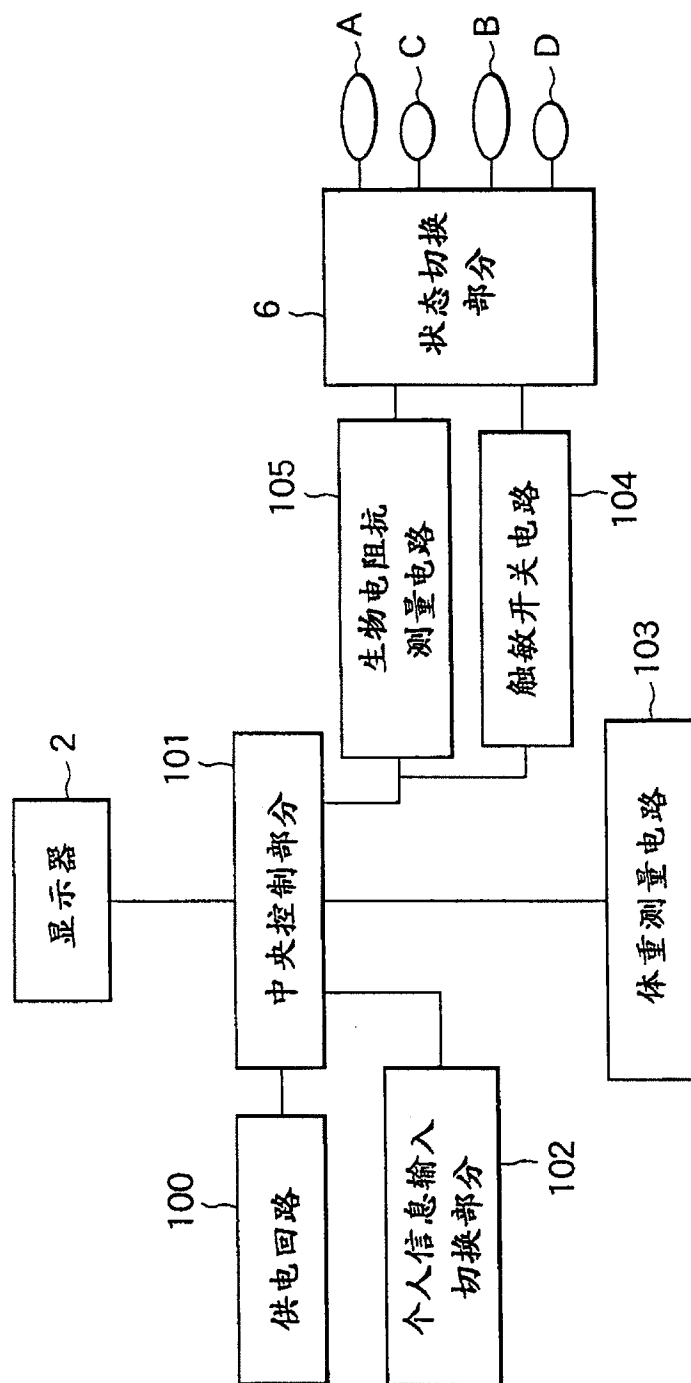 显示器
2
供电回路
100
中央控制部分
101
个人信息输入
切换部分
102
生物电阻抗
测量电路
105
触敏开关电路
104
体重测量电路
103
状态切换
部分
6
A
C
B
D